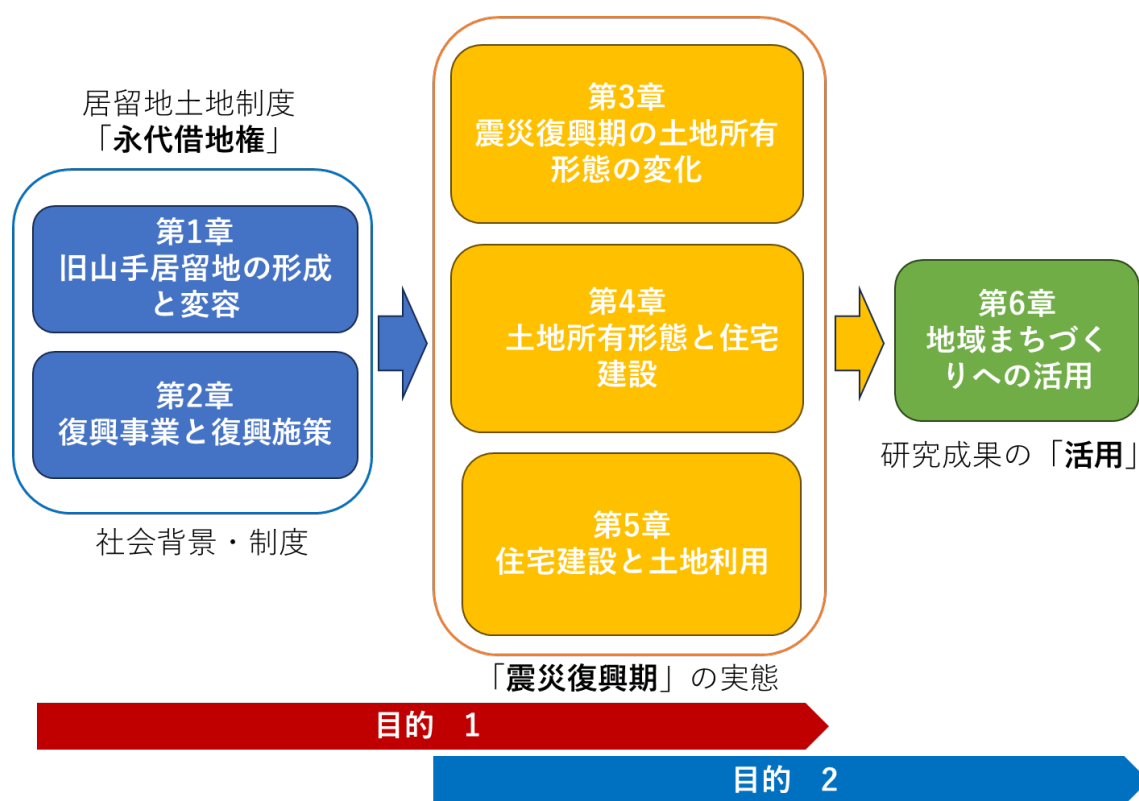 居留地土地制度
「永代借地権」
第1章
旧山手居留地の形成
と変容
第2章
復興事業と復興施策
社会背景・制度
第3章
震災復興期の土地所有
形態の変化
第4章
土地所有形態と住宅
建設
第5章
住宅建設と土地利用
「震災復興期」の実態
第6章
地域まちづく
りへの活用
研究成果の「活用」
目的　1
目的　2